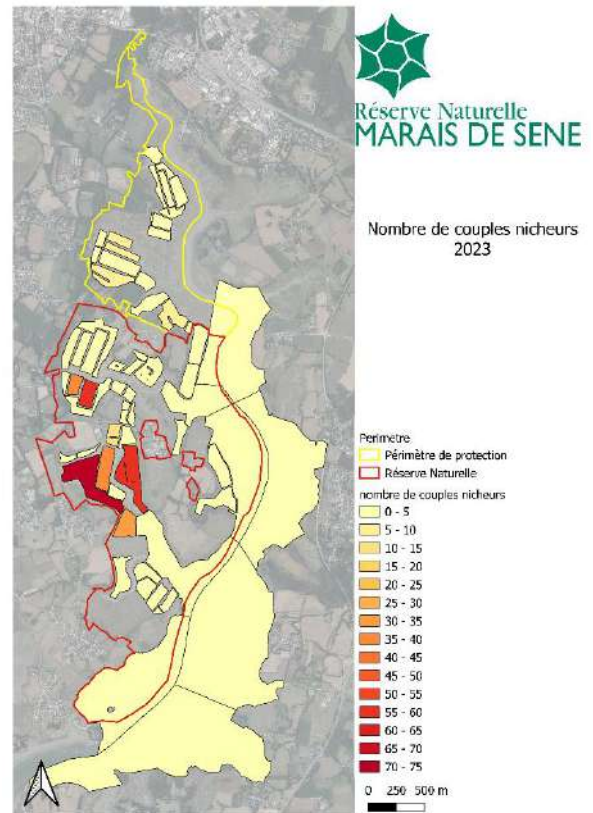 Réserve Naturelle
MARAIS DE SENE
Nombre de couples nicheurs
2023
Perimetre
Périmètre de protection
Réserve Naturelle
nombre de couples nicheurs
0 - 5
5 - 10
10 - 15
15 - 20
20 - 25
25 - 30
30 - 35
35 - 40
40 - 45
45 - 50
50 - 55
55 - 60
60 - 65
65 - 70
70 - 75
0 250 500 m